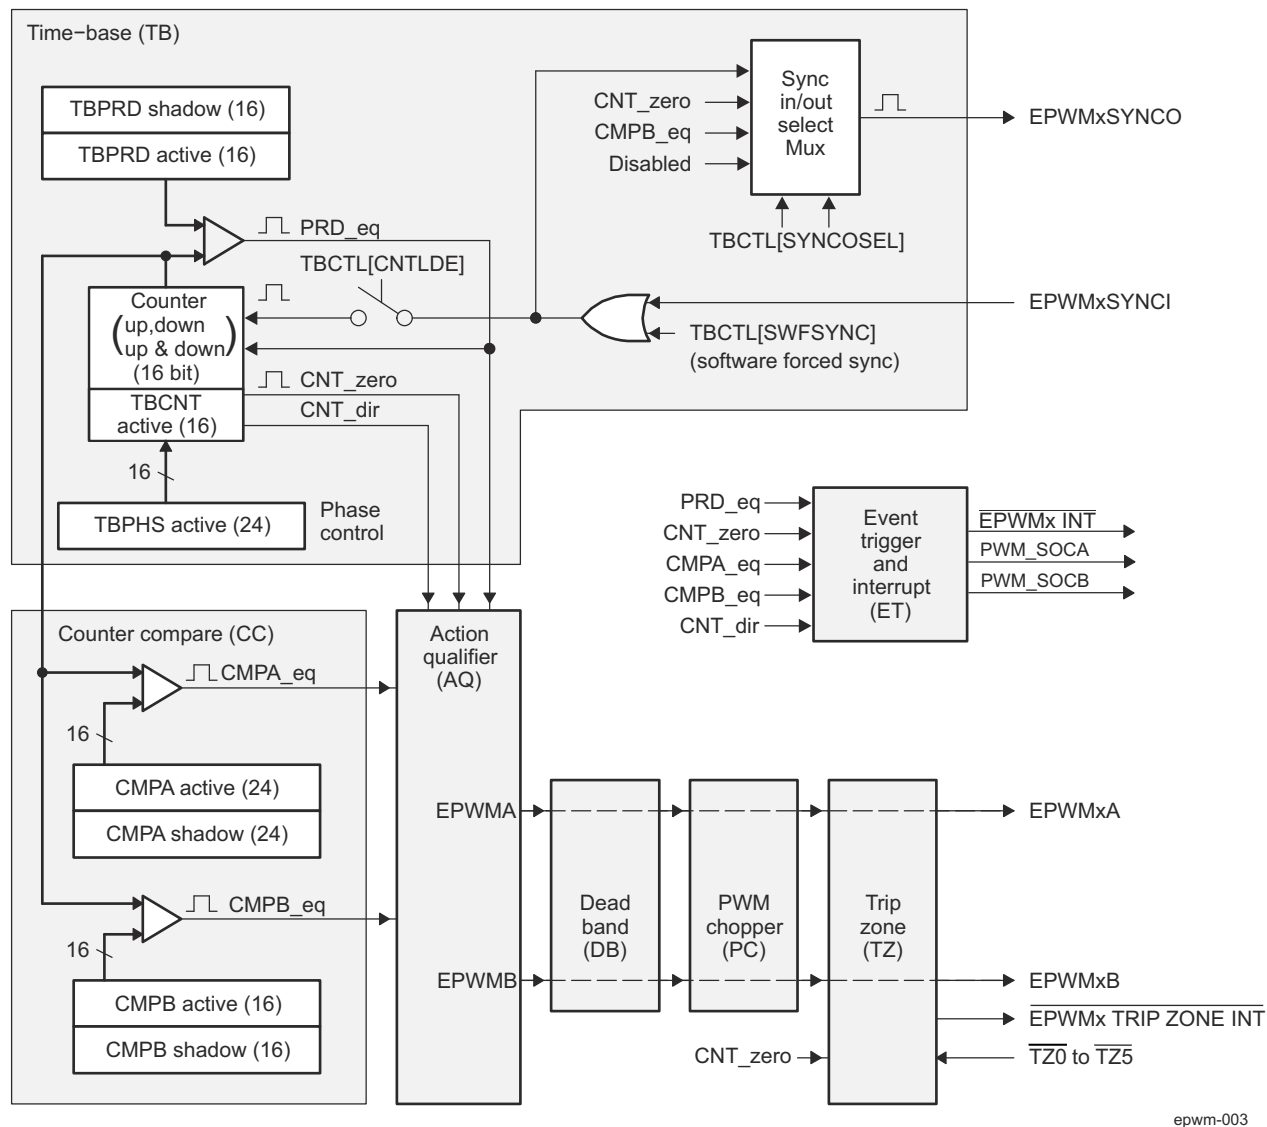 Time−base (TB)
TBPRD shadow (16)
TBPRD active (16)
CNT_zero
CMPB_eq
Disabled
Sync
in/out
select
Mux
EPWMxSYNCO
TBCTL[SYNCOSEL]
PRD_eq
TBCTL[CNTLDE]
EPWMxSYNCI
TBCTL[SWFSYNC]
(software forced sync)
Counter
(up,down
up & down)
(16 bit)
CNT_zero
CNT_dir
TBCNT
active (16)
16
TBPHS active (24)
Phase
control
PRD_eq
CNT_zero
CMPA_eq
CMPB_eq
CNT_dir
Event
trigger
and
interrupt
(ET)
EPWMx INT
PWM_SOCA
PWM_SOCB
Counter compare (CC)
CMPA_eq
16
CMPA active (24)
CMPA shadow (24)
CMPB_eq
16
CMPB active (16)
CMPB shadow (16)
Action
qualifier
(AQ)
EPWMA
EPWMB
Dead
band
(DB)
PWM
chopper
(PC)
Trip
zone
(TZ)
CNT_zero
EPWMxA
EPWMxB
EPWMx TRIP ZONE INT
TZ0 to TZ5
epwm-003